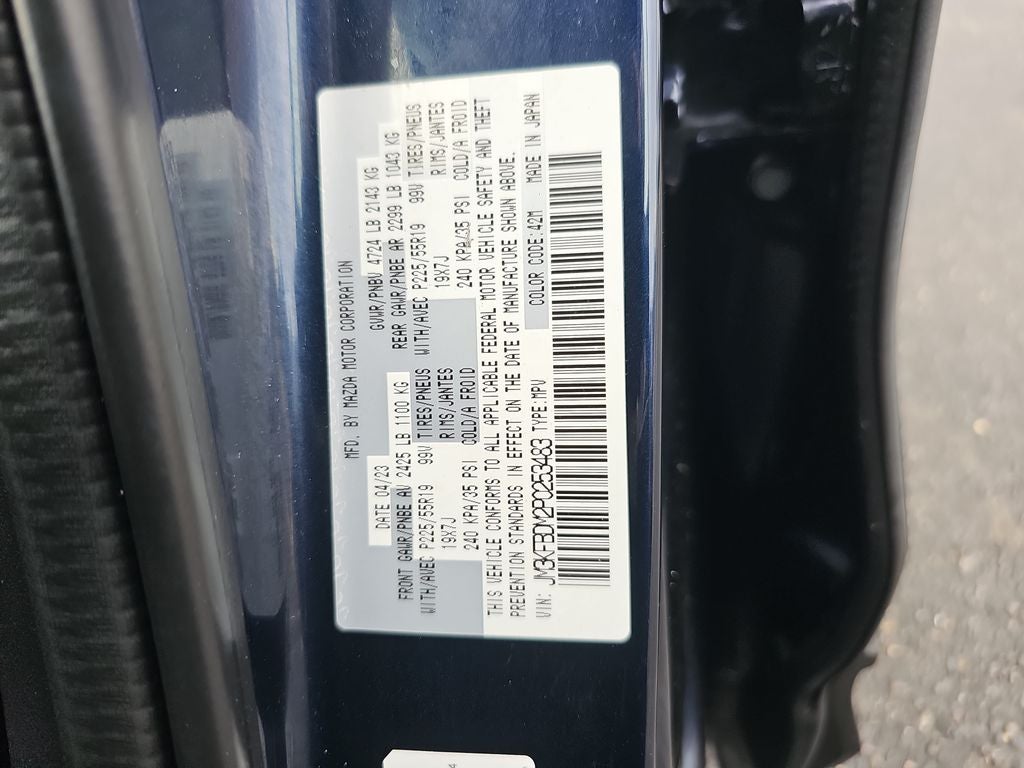 MFD. BY MAZDA MOTOR CORPORATION
DATE 04/23 GVWR/PNBV 4724 LB 2143 KG
FRONT GAWR/PNBE AV 2425 LB 1100 KG REAR GAWR/PNBE AR 2299 LB 1043 KG
WITH/AVEC P225/55R19 99V TIRES/PNEUS WITH/AVEC P225/55R19 99V TIRES/PNEUS
19X7J RIMS/JANTES 19X7J RIMS/JANTES
240 KPA/35 PSI COLD/A FROID 240 KPA/35 PSI COLD/A FROID
THIS VEHICLE CONFORMS TO ALL APPLICABLE FEDERAL MOTOR VEHICLE SAFETY AND THEFT
PREVENTION STANDARDS IN EFFECT ON THE DATE OF MANUFACTURE SHOWN ABOVE.
VIN: JM3KFBDM2P0253483 TYPE:MPV COLOR CODE:42M MADE IN JAPAN